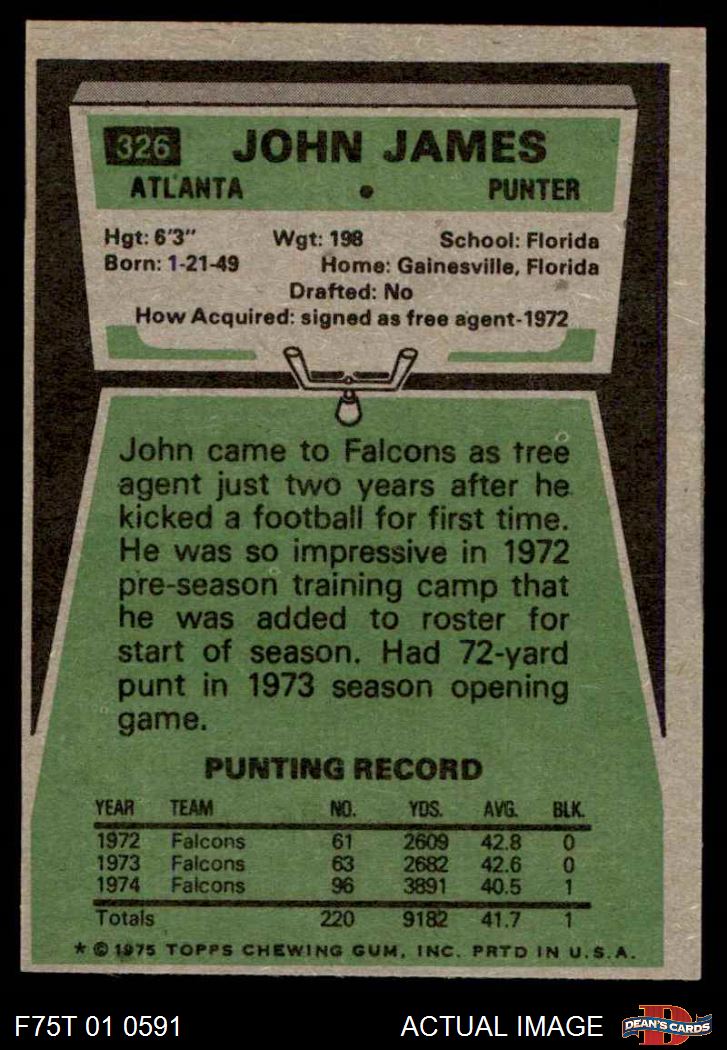 326 JOHN JAMES
ATLANTA • PUNTER
Hgt: 6'3" Wgt: 198 School: Florida
Born: 1-21-49 Home: Gainesville, Florida
Drafted: No
How Acquired: signed as free agent-1972
John came to Falcons as free
agent just two years after he
kicked a football for first time.
He was so impressive in 1972
pre-season training camp that
he was added to roster for
start of season. Had 72-yard
punt in 1973 season opening
game.
PUNTING RECORD
YEAR TEAM NO. YDS. AVG. BLK.
1972 Falcons 61 2609 42.8 0
1973 Falcons 63 2682 42.6 0
1974 Falcons 96 3891 40.5 1
Totals 220 9182 41.7 1
* © 1975 TOPPS CHEWING GUM, INC. PRTD IN U.S.A.
F75T 01 0591 ACTUAL IMAGE D DEAN'S CARDS